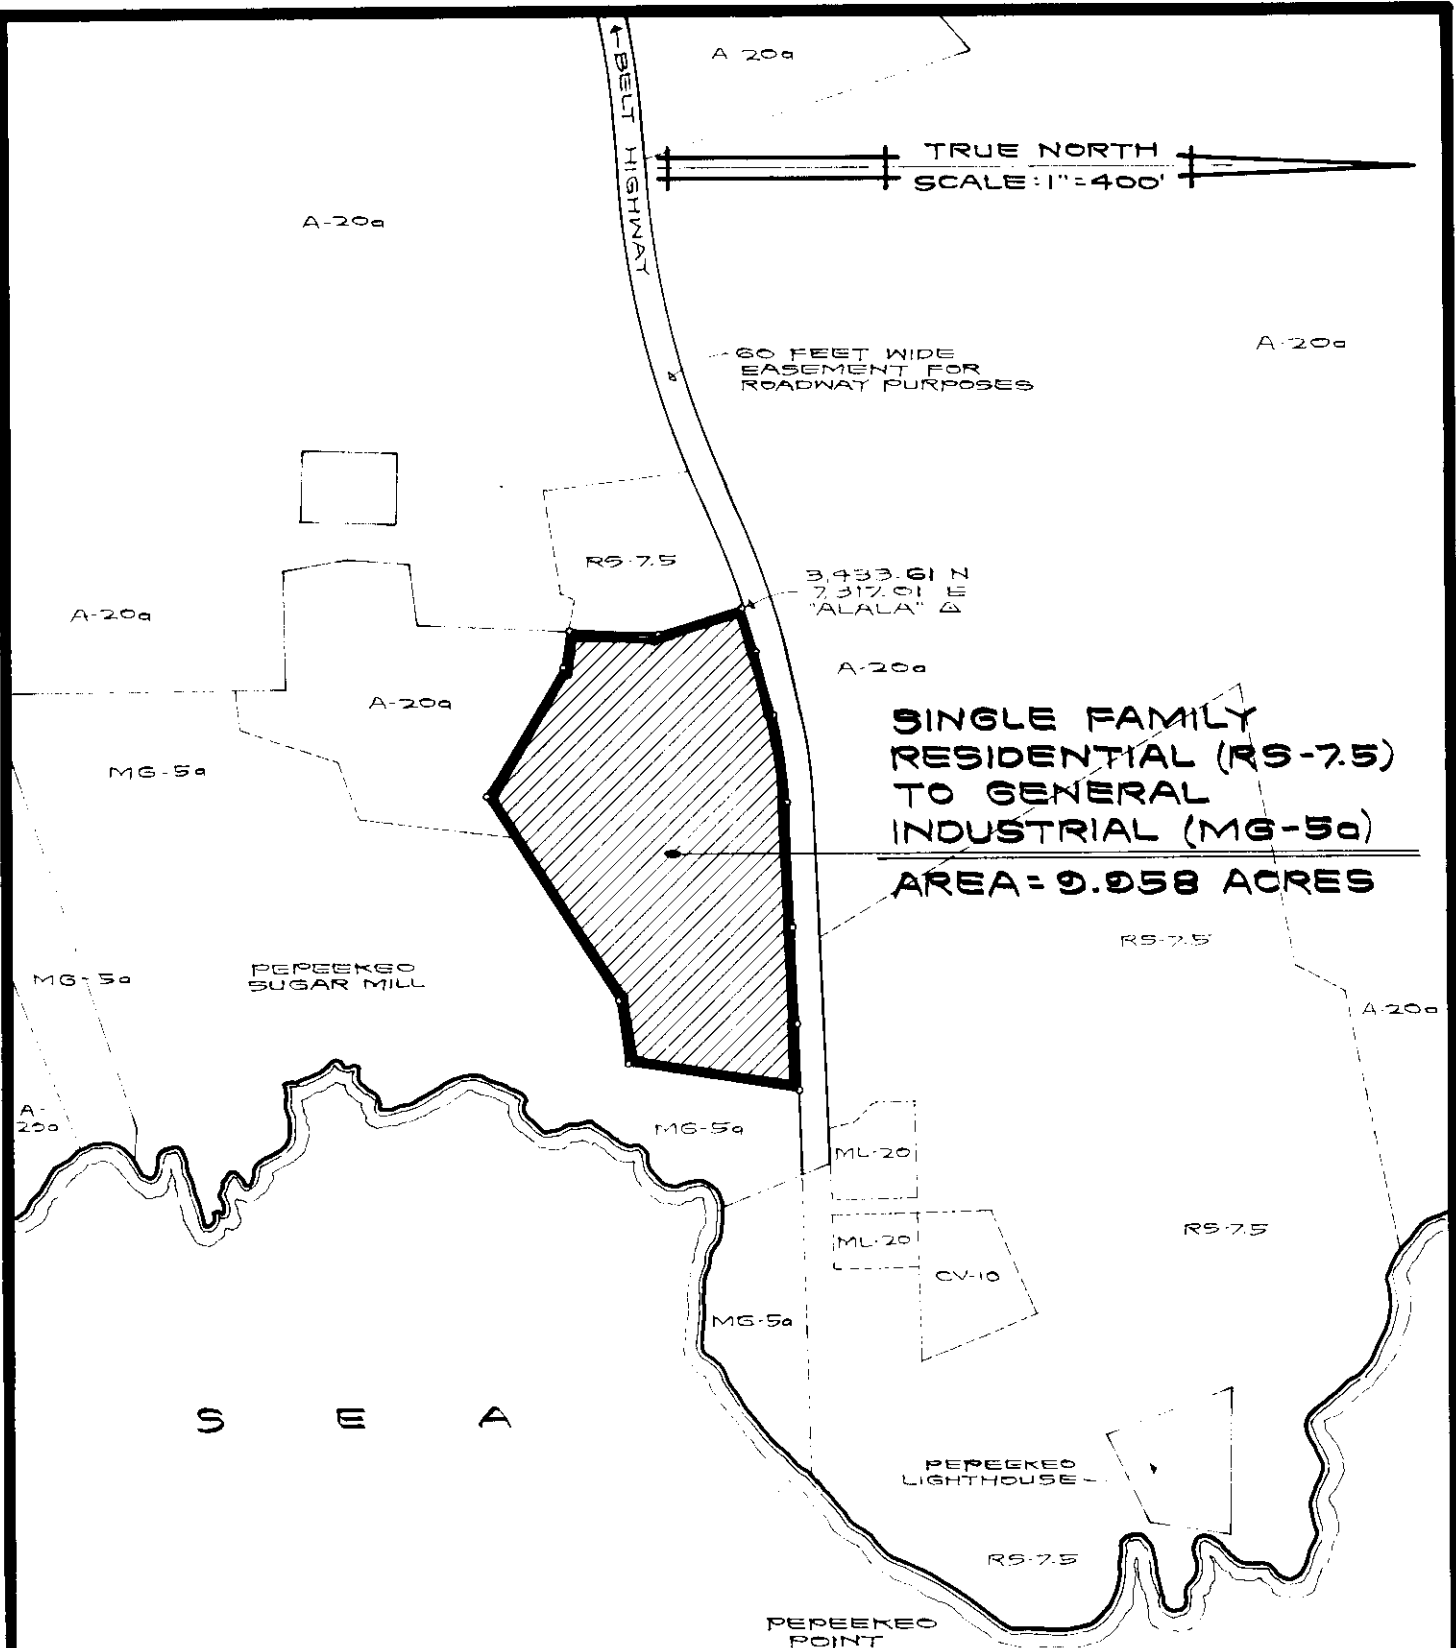 A-20a
← BELT HIGHWAY
TRUE NORTH
SCALE: 1" = 400'
A-20a
60 FEET WIDE
EASEMENT FOR
ROADWAY PURPOSES
A-20a
RS-7.5
3,433.61 N
7,317.01 E
"ALALA" △
A-20a
A-20a
A-20a
SINGLE FAMILY
RESIDENTIAL (RS-7.5)
TO GENERAL
INDUSTRIAL (MG-5a)
AREA = 9.958 ACRES
MG-5a
RS-7.5
MG-5a
PEPEEKEO
SUGAR MILL
A-20a
A-
20a
MG-5a
ML-20
ML-20
RS-7.5
CV-10
MG-5a
SEA
PEPEEKEO
LIGHTHOUSE
RS-7.5
PEPEEKEO
POINT